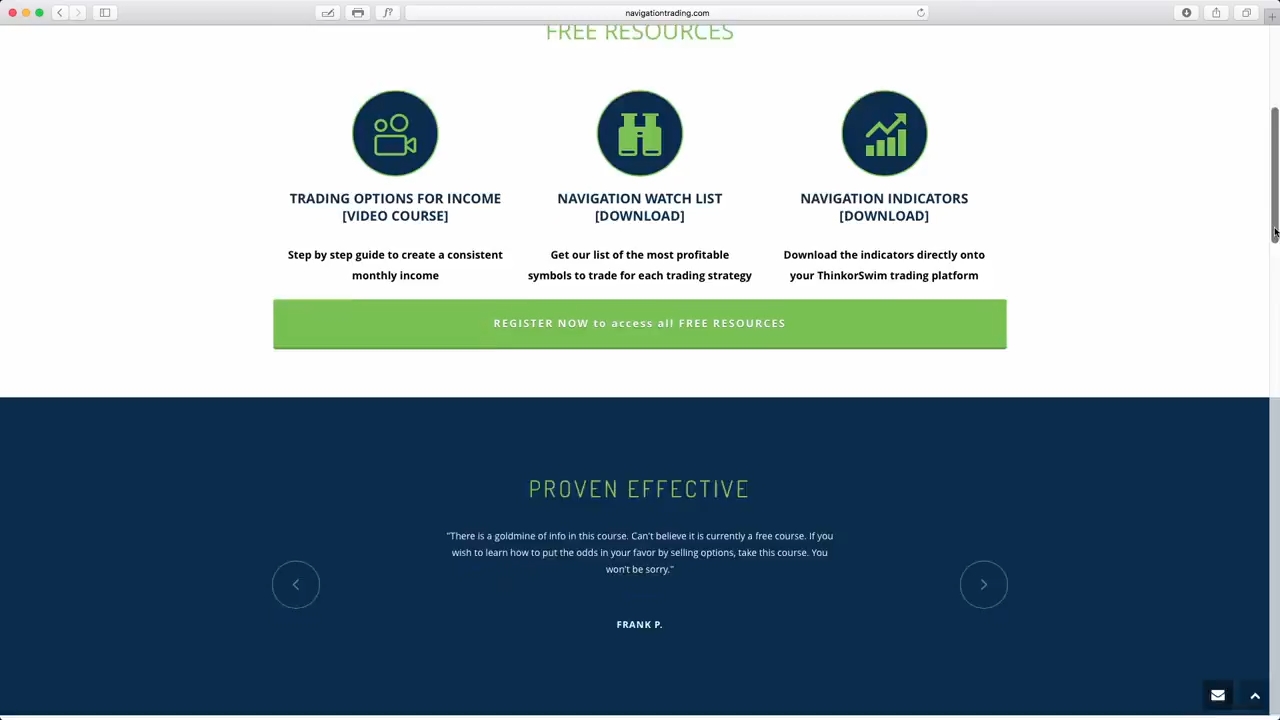 navigationtrading.com
FREE RESOURCES
TRADING OPTIONS FOR INCOME
[VIDEO COURSE]
Step by step guide to create a consistent
monthly income
NAVIGATION WATCH LIST
[DOWNLOAD]
Get our list of the most profitable
symbols to trade for each trading strategy
NAVIGATION INDICATORS
[DOWNLOAD]
Download the indicators directly onto
your ThinkorSwim trading platform
REGISTER NOW to access all FREE RESOURCES
PROVEN EFFECTIVE
"There is a goldmine of info in this course. Can't believe it is currently a free course. If you
wish to learn how to put the odds in your favor by selling options, take this course. You
won't be sorry."
FRANK P.